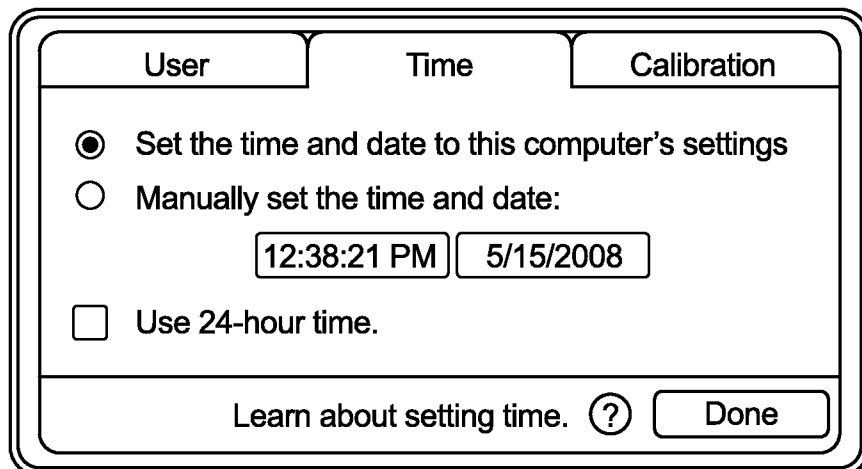 User Time Calibration
Set the time and date to this computer’s settings
Manually set the time and date:
12:38:21 PM 5/15/2008
Use 24-hour time.
Learn about setting time. ? Done